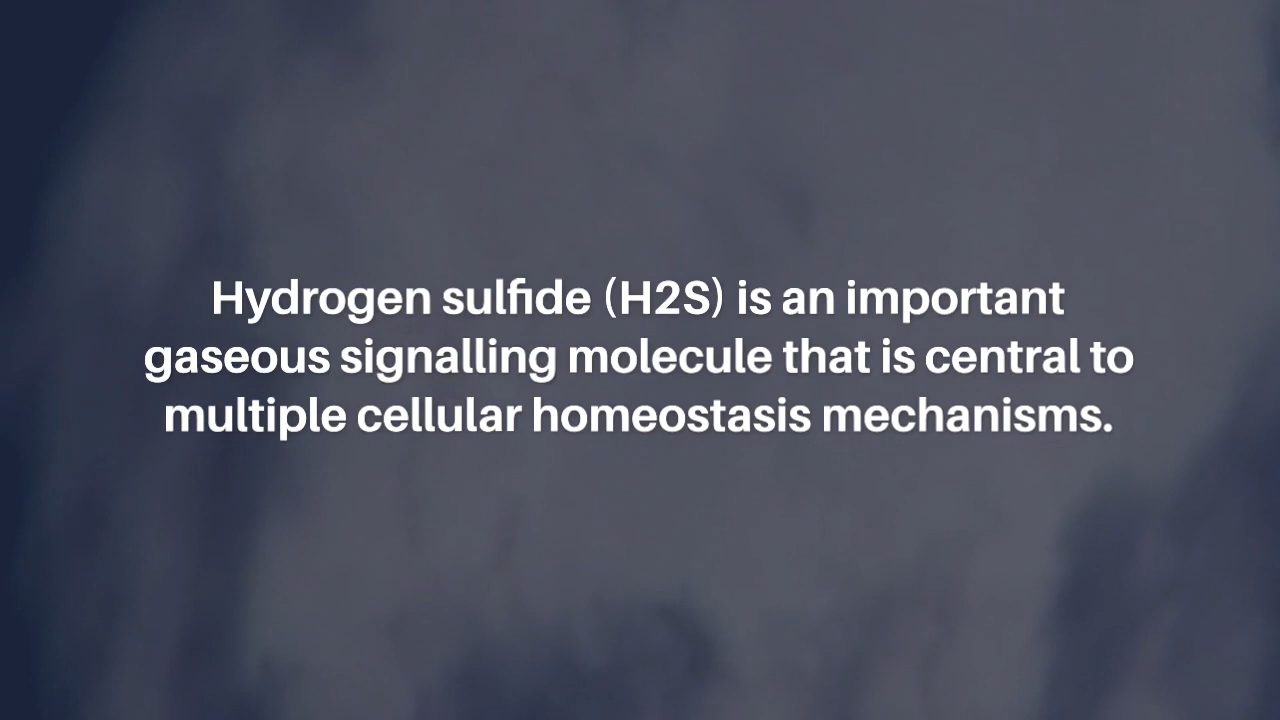 Hydrogen sulfide (H2S) is an important
gaseous signalling molecule that is central to
multiple cellular homeostasis mechanisms.